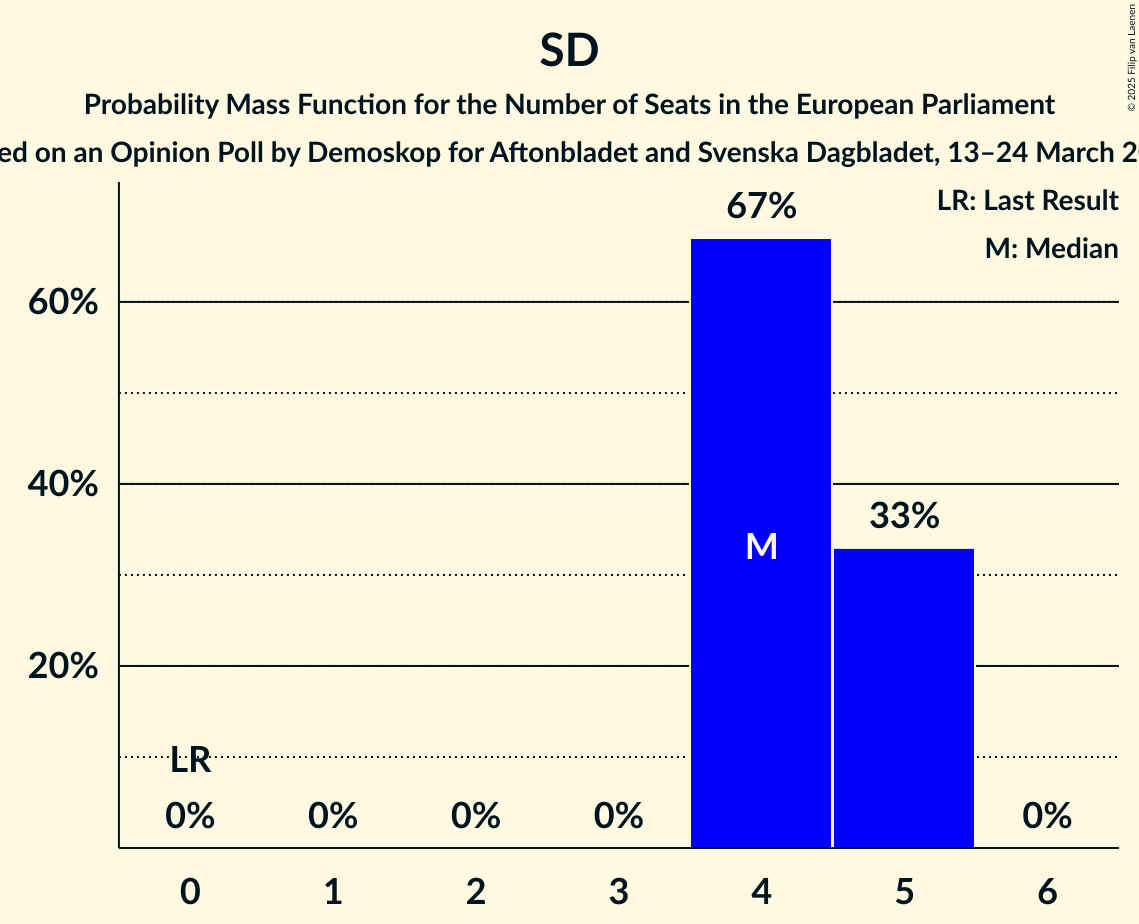 SD
Probability Mass Function for the Number of Seats in the European Parliament
on an Opinion Poll by Demoskop for Aftonbladet and Svenska Dagbladet, 13–24 March
© 2025 Filip van Laenen
LR: Last Result
M: Median
67%
60%
40%
33%
M
20%
LR
0% 0% 0% 0% 0%
0 1 2 3 4 5 6